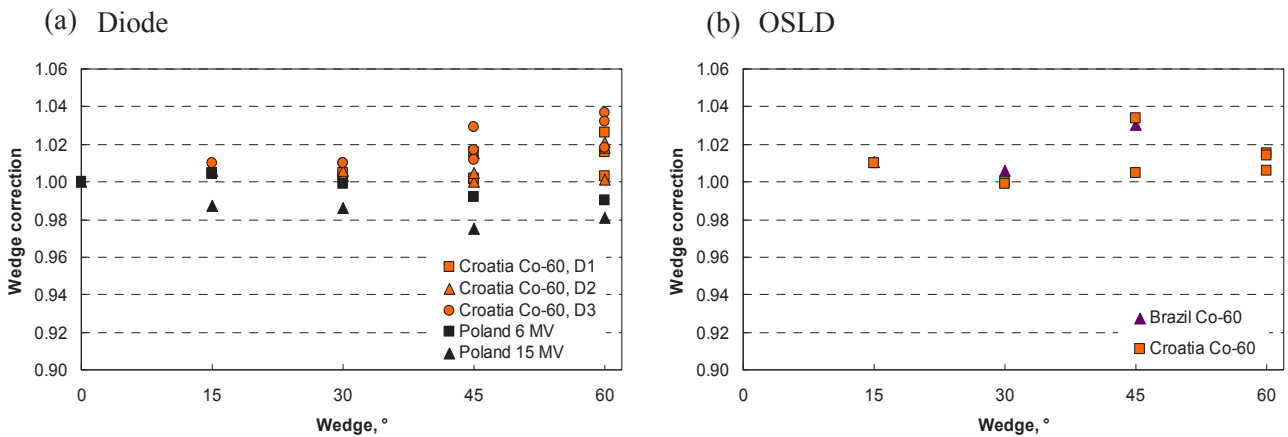 (a) Diode
1.06
1.04
1.02
1.00
0.98
0.96
0.94
0.92
0.90
Wedge correction
0 15 30 45 60
Wedge, °
Croatia Co-60, D1
Croatia Co-60, D2
Croatia Co-60, D3
Poland 6 MV
Poland 15 MV
(b) OSLD
1.06
1.04
1.02
1.00
0.98
0.96
0.94
0.92
0.90
Wedge correction
0 15 30 45 60
Wedge, °
Brazil Co-60
Croatia Co-60